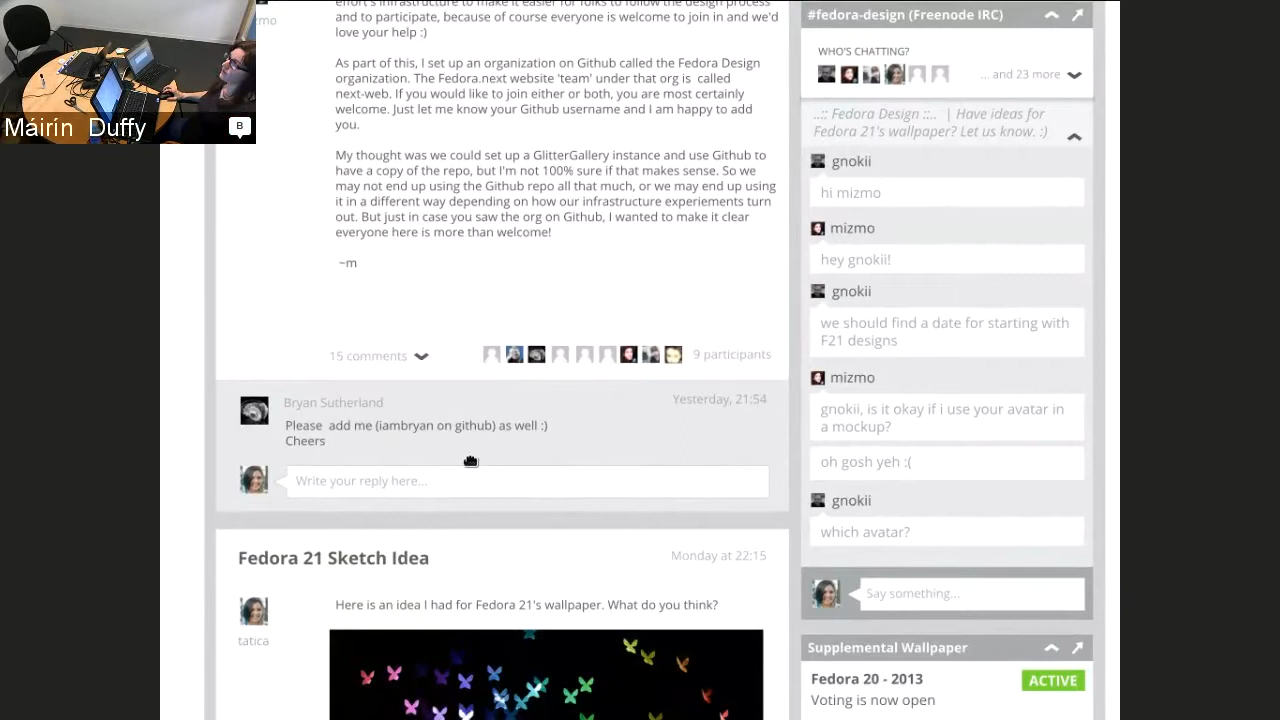 effort's infrastructure to make it easier for folks to follow the design process
and to participate, because of course everyone is welcome to join in and we'd
love your help :)
As part of this, I set up an organization on Github called the Fedora Design
organization. The Fedora.next website 'team' under that org is  called
next-web. If you would like to join either or both, you are most certainly
welcome. Just let me know your Github username and I am happy to add
you.
My thought was we could set up a GlitterGallery instance and use Github to
have a copy of the repo, but I'm not 100% sure if that makes sense. So we
may not end up using the Github repo all that much, or we may end up using
it in a different way depending on how our infrastructure experiements turn
out. But just in case you saw the org on Github, I wanted to make it clear
everyone here is more than welcome!
~m
15 comments
9 participants
Bryan Sutherland
Yesterday, 21:54
Please  add me (iambryan on github) as well :)
Cheers
Write your reply here...
Fedora 21 Sketch Idea
Monday at 22:15
tatica
Here is an idea I had for Fedora 21's wallpaper. What do you think?
#fedora-design (Freenode IRC)
WHO'S CHATTING?
... and 23 more
..:: Fedora Design ::..  | Have ideas for
Fedora 21's wallpaper? Let us know. :)
gnokii
hi mizmo
mizmo
hey gnokii!
gnokii
we should find a date for starting with
F21 designs
mizmo
gnokii, is it okay if i use your avatar in
a mockup?
oh gosh yeh :(
gnokii
which avatar?
Say something...
Supplemental Wallpaper
Fedora 20 - 2013
ACTIVE
Voting is now open
Máirín Duffy
B